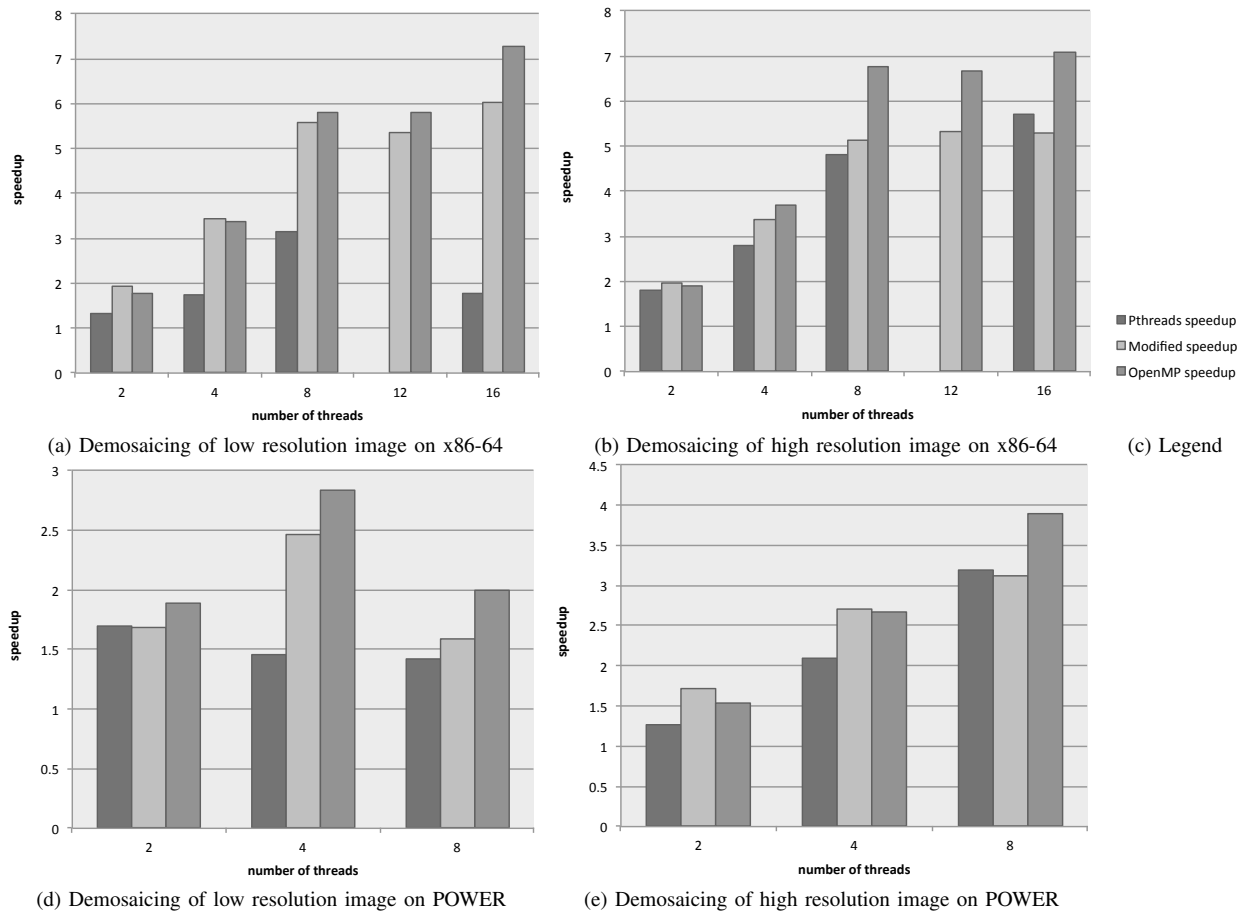 8
7
6
5
4
3
2
1
0
speedup
2 4 8 12 16
number of threads
(a) Demosaicing of low resolution image on x86-64
8
7
6
5
4
3
2
1
0
speedup
2 4 8 12 16
number of threads
(b) Demosaicing of high resolution image on x86-64
Pthreads speedup
Modified speedup
OpenMP speedup
(c) Legend
3
2.5
2
1.5
1
0.5
0
speedup
2 4 8
number of threads
(d) Demosaicing of low resolution image on POWER
4.5
4
3.5
3
2.5
2
1.5
1
0.5
0
speedup
2 4 8
number of threads
(e) Demosaicing of high resolution image on POWER